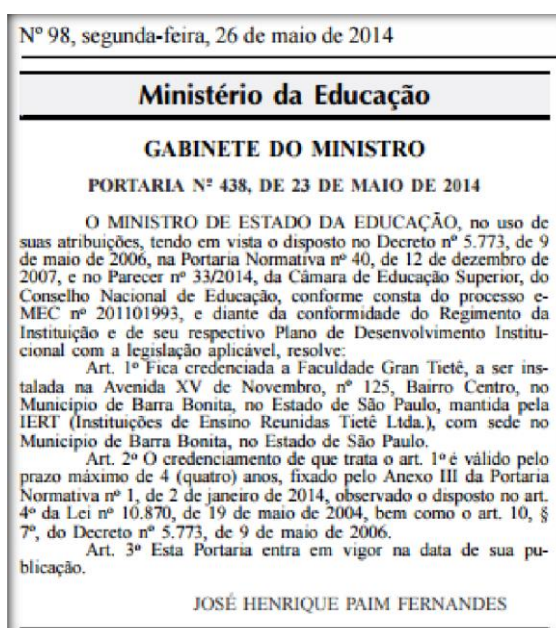 Nº 98, segunda-feira, 26 de maio de 2014
Ministério da Educação
GABINETE DO MINISTRO
PORTARIA Nº 438, DE 23 DE MAIO DE 2014
O MINISTRO DE ESTADO DA EDUCAÇÃO, no uso de
suas atribuições, tendo em vista o disposto no Decreto nº 5.773, de 9
de maio de 2006, na Portaria Normativa nº 40, de 12 de dezembro de
2007, e no Parecer nº 33/2014, da Câmara de Educação Superior, do
Conselho Nacional de Educação, conforme consta do processo e-
MEC nº 201101993, e diante da conformidade do Regimento da
Instituição e de seu respectivo Plano de Desenvolvimento Institu-
cional com a legislação aplicável, resolve:
Art. 1º Fica credenciada a Faculdade Gran Tietê, a ser ins-
talada na Avenida XV de Novembro, nº 125, Bairro Centro, no
Município de Barra Bonita, no Estado de São Paulo, mantida pela
IERT (Instituições de Ensino Reunidas Tietê Ltda.), com sede no
Município de Barra Bonita, no Estado de São Paulo.
Art. 2º O credenciamento de que trata o art. 1º é válido pelo
prazo máximo de 4 (quatro) anos, fixado pelo Anexo III da Portaria
Normativa nº 1, de 2 de janeiro de 2014, observado o disposto no art.
4º da Lei nº 10.870, de 19 de maio de 2004, bem como o art. 10, §
7º, do Decreto nº 5.773, de 9 de maio de 2006.
Art. 3º Esta Portaria entra em vigor na data de sua pu-
blicação.
JOSÉ HENRIQUE PAIM FERNANDES